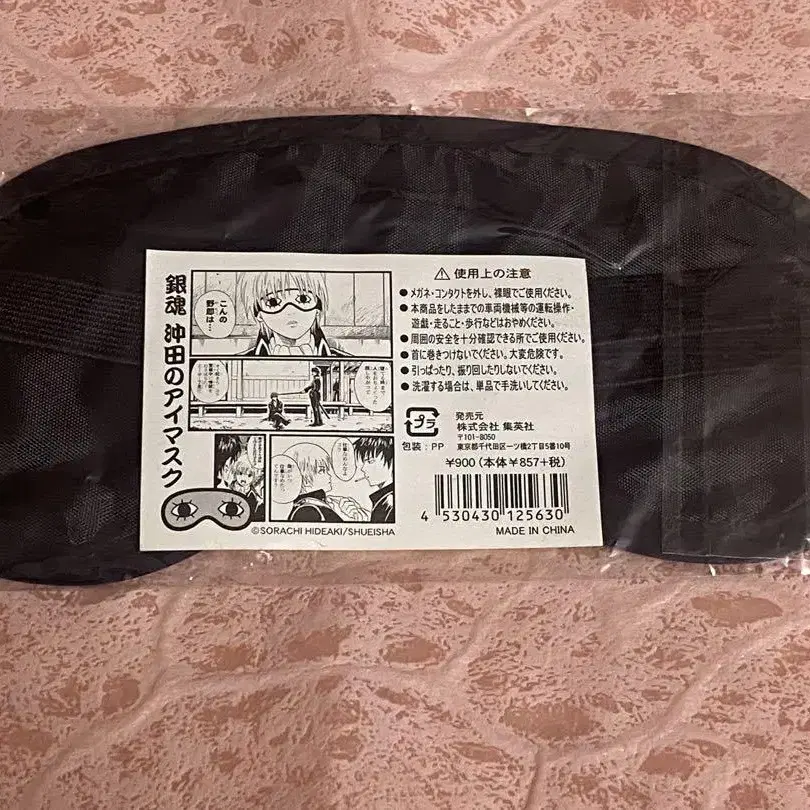 銀魂 沖田のアイマスク
こんの
野郎は…
©SORACHI HIDEAKI/SHUEISHA
⚠使用上の注意
●メガネ・コンタクトを外し、裸眼でご使用ください。
●本商品をしたままでの車両機械等の運転操作・
遊戯・走ること・歩行などはおやめください。
●周囲の安全を十分確認できる所でご使用ください。
●首に巻きつけないでください。大変危険です。
●引っぱったり、振り回したりしないでください。
●洗濯する場合は、単品で手洗いしてください。
プラ
包装:PP
発売元
株式会社 集英社
〒101-8050
東京都千代田区一ツ橋2丁目5番10号
¥900(本体¥857+税)
4 530430 125630
MADE IN CHINA